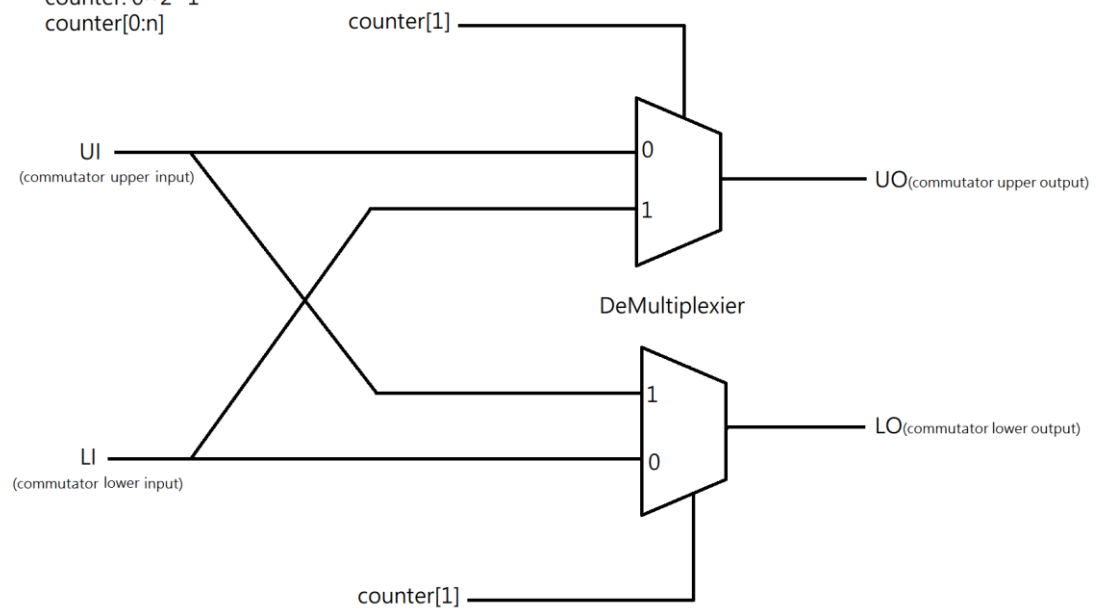 counter[0:n]
counter[1]
0
UI
(commutator upper input)
UO(commutator upper output)
1
DeMultiplexier
1
LO(commutator lower output)
LI
0
(commutator lower input)
counter[1]